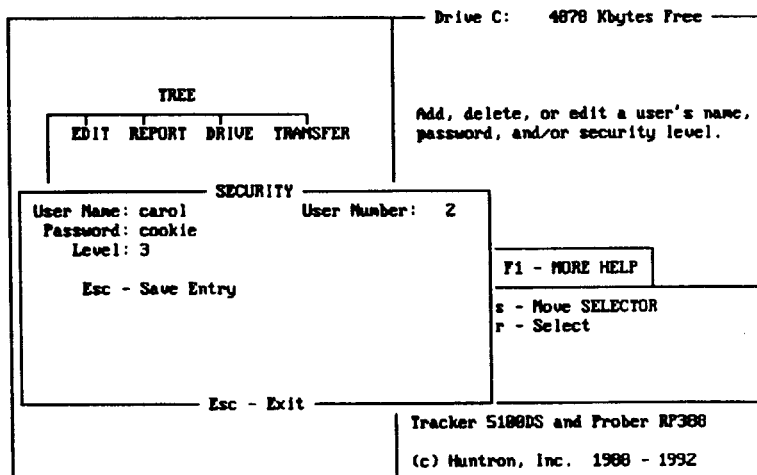 Drive C: 4070 Kbytes Free
TREE
EDIT REPORT DRIVE TRANSFER
Add, delete, or edit a user's name,
password, and/or security level.
SECURITY
User Name: carol User Number: 2
Password: cookie
Level: 3
Esc - Save Entry
F1 - MORE HELP
s - Move SELECTOR
r - Select
Esc - Exit
Tracker 5100DS and Prober RP300
(c) Huntron, Inc. 1988 - 1992